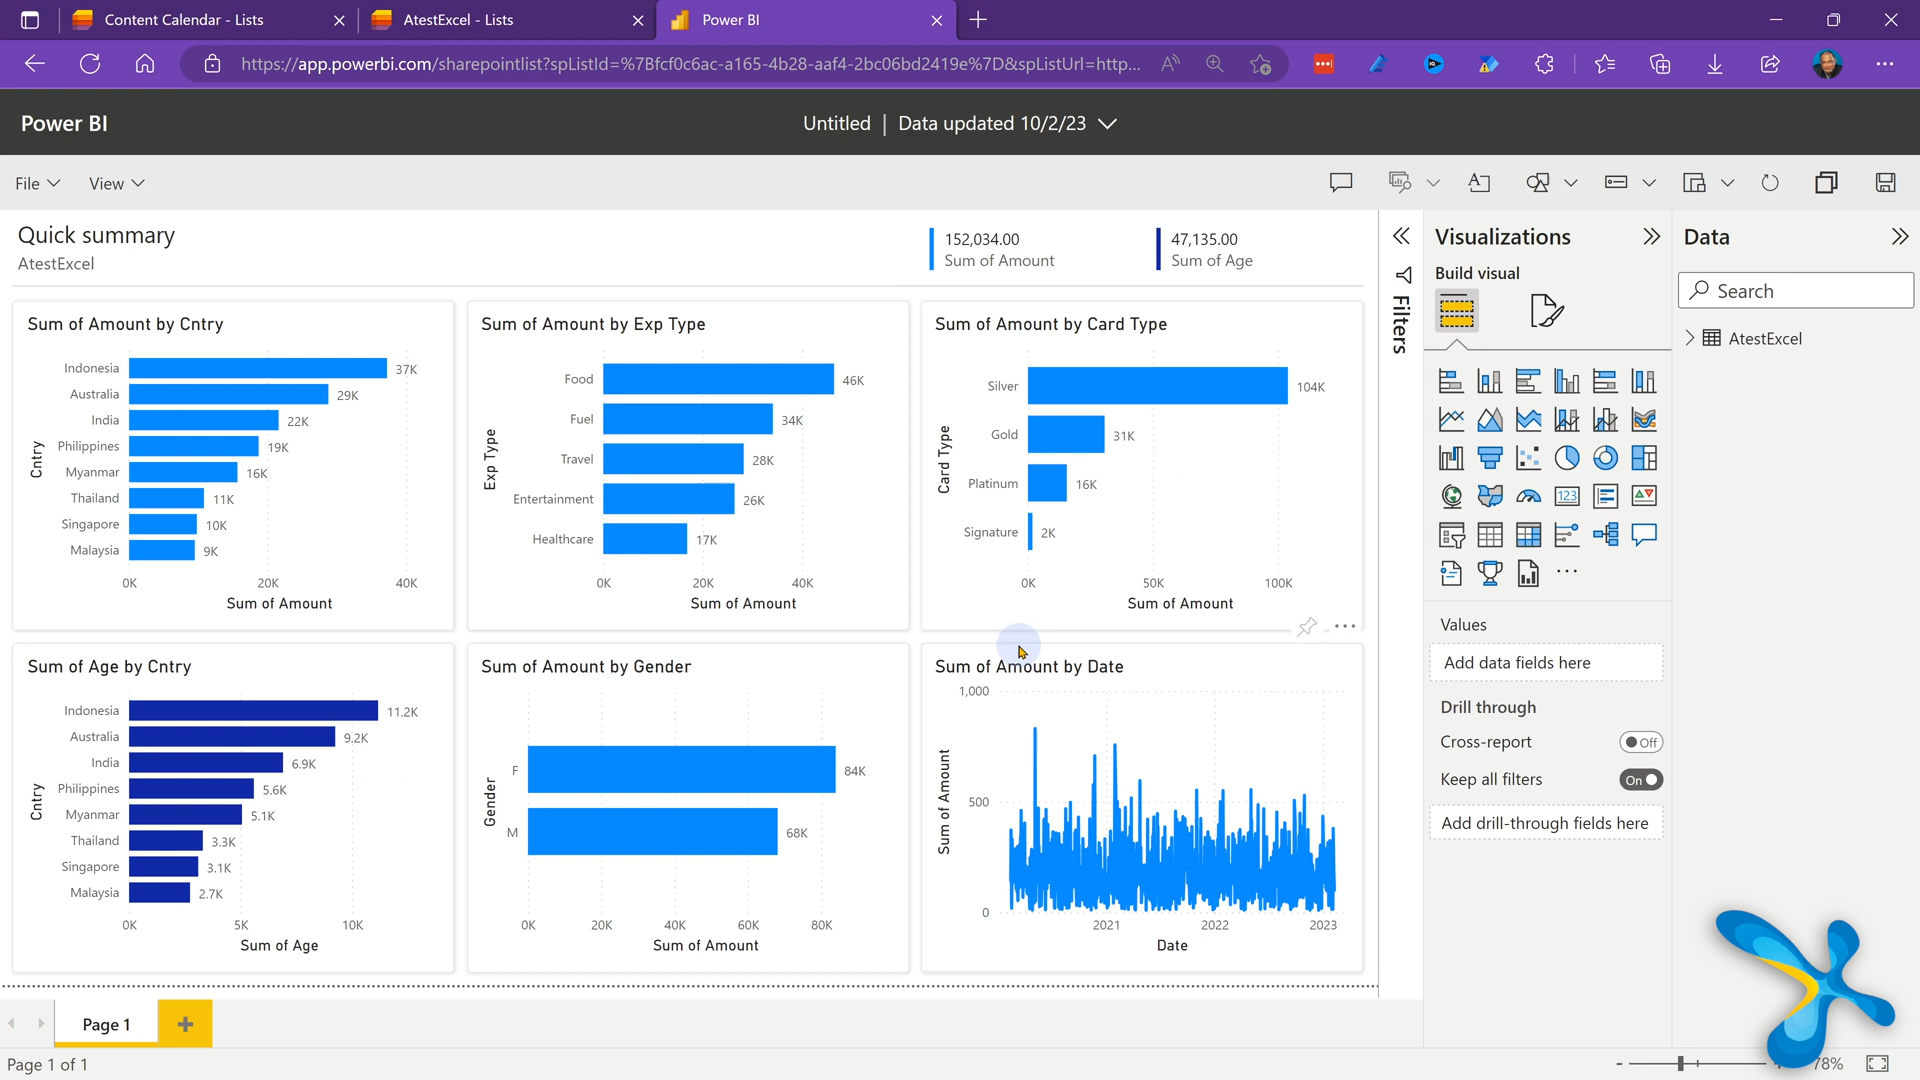 Content Calendar - Lists
AtestExcel - Lists
Power BI
https://app.powerbi.com/sharepointlist?spListId=%7Bfcf0c6ac-a165-4b28-aaf4-2bc06bd2419e%7D&spListUrl=http...
Power BI
Untitled | Data updated 10/2/23
File
View
Quick summary
AtestExcel
152,034.00
Sum of Amount
47,135.00
Sum of Age
Sum of Amount by Cntry
Cntry
Indonesia 37K
Australia 29K
India 22K
Philippines 19K
Myanmar 16K
Thailand 11K
Singapore 10K
Malaysia 9K
0K 20K 40K
Sum of Amount
Sum of Amount by Exp Type
Exp Type
Food 46K
Fuel 34K
Travel 28K
Entertainment 26K
Healthcare 17K
0K 20K 40K
Sum of Amount
Sum of Amount by Card Type
Card Type
Silver 104K
Gold 31K
Platinum 16K
Signature 2K
0K 50K 100K
Sum of Amount
Sum of Age by Cntry
Cntry
Indonesia 11.2K
Australia 9.2K
India 6.9K
Philippines 5.6K
Myanmar 5.1K
Thailand 3.3K
Singapore 3.1K
Malaysia 2.7K
0K 5K 10K
Sum of Age
Sum of Amount by Gender
Gender
F 84K
M 68K
0K 20K 40K 60K 80K
Sum of Amount
Sum of Amount by Date
Sum of Amount
1,000
500
0
2021 2022 2023
Date
Filters
Visualizations
Build visual
123
Values
Add data fields here
Drill through
Cross-report Off
Keep all filters On
Add drill-through fields here
Data
Search
AtestExcel
Page 1
Page 1 of 1
78%